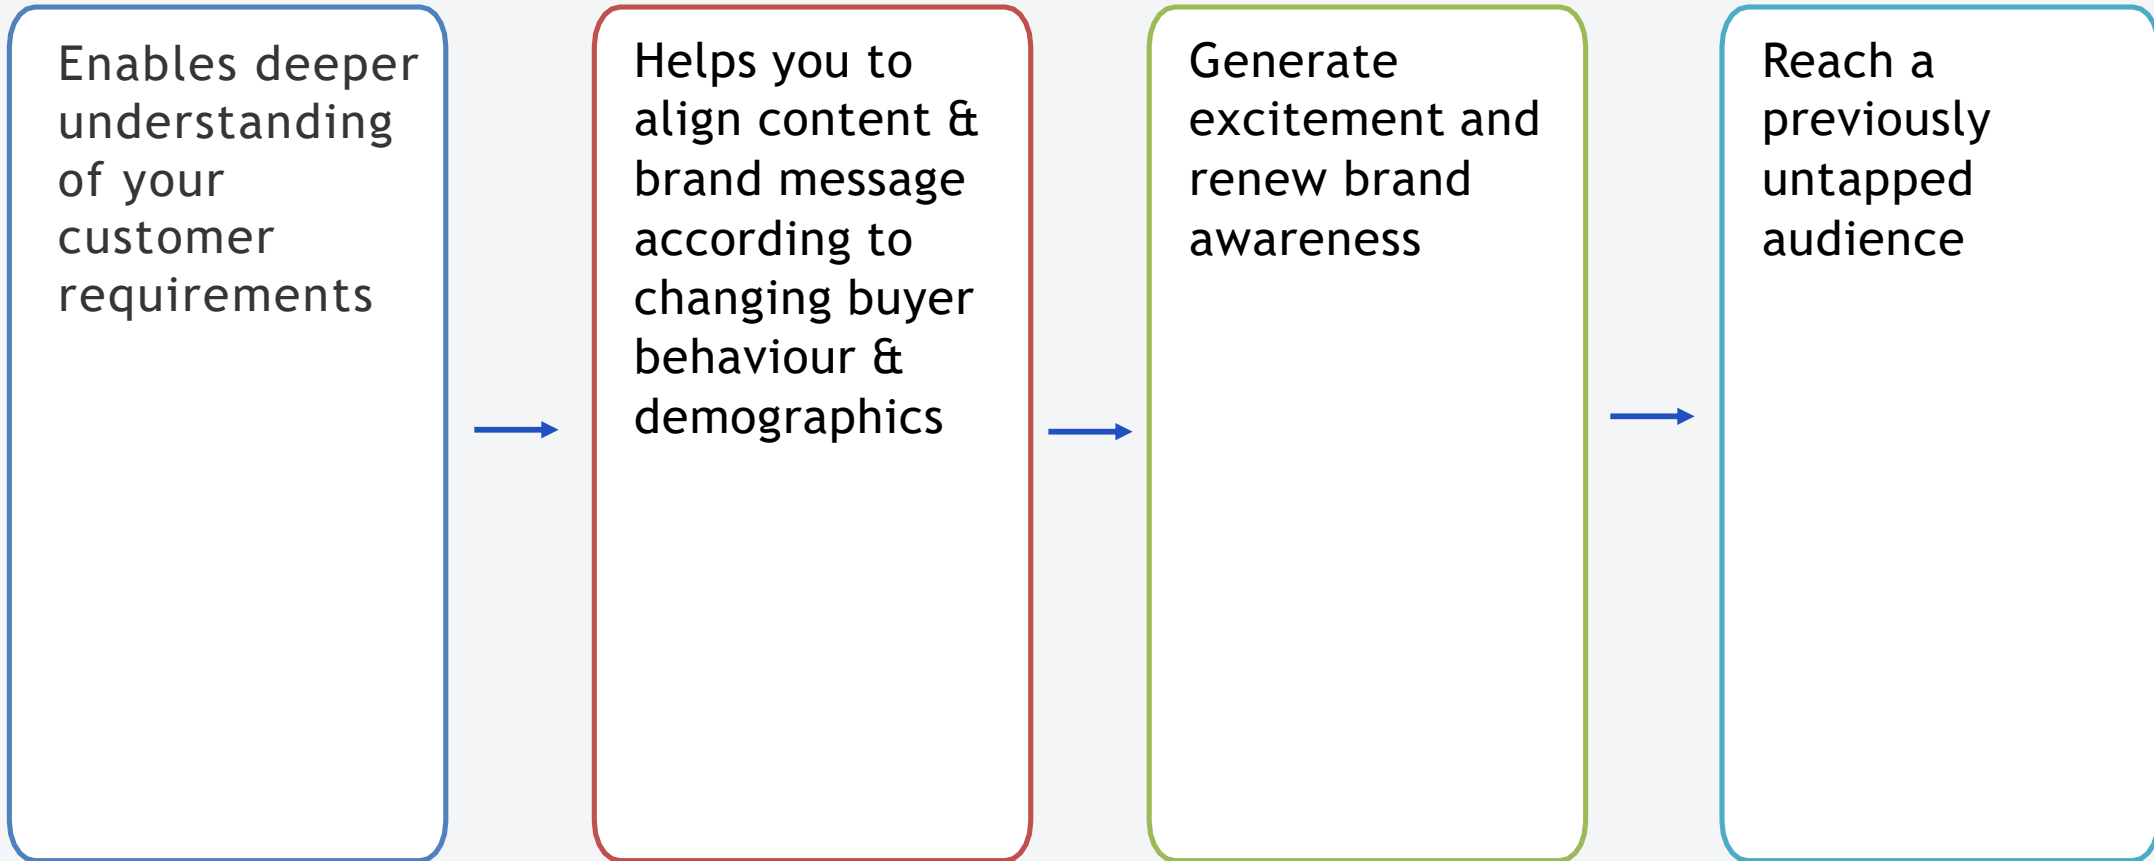 Enables deeper
understanding
of your
customer
requirements
Helps you to
align content &
brand message
according to
changing buyer
behaviour &
demographics
Generate
excitement and
renew brand
awareness
Reach a
previously
untapped
audience